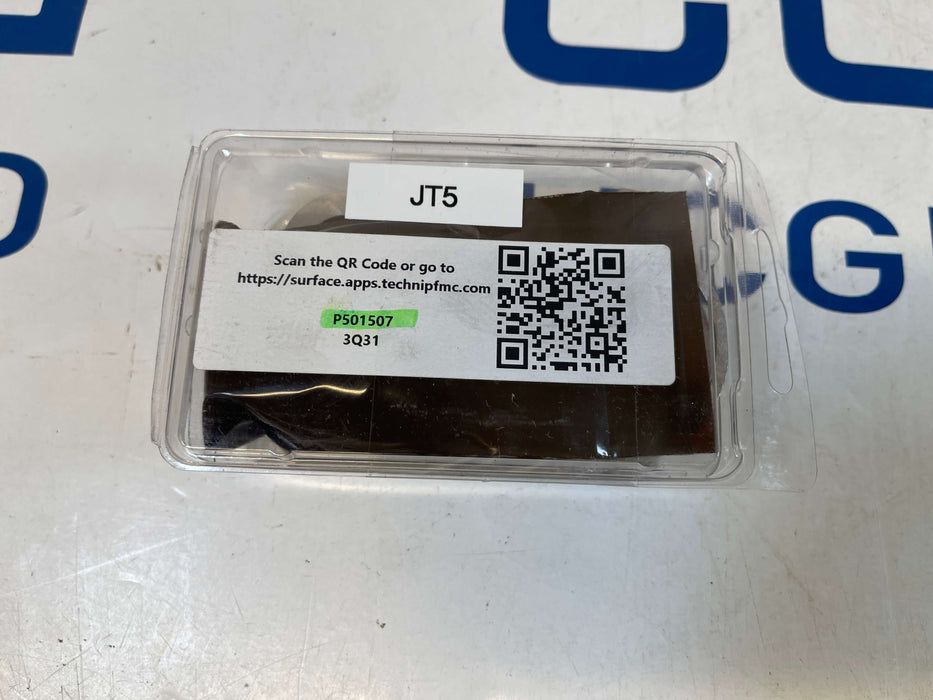 JT5
Scan the QR Code or go to
https://surface.apps.technipfmc.com
P501507
3Q31